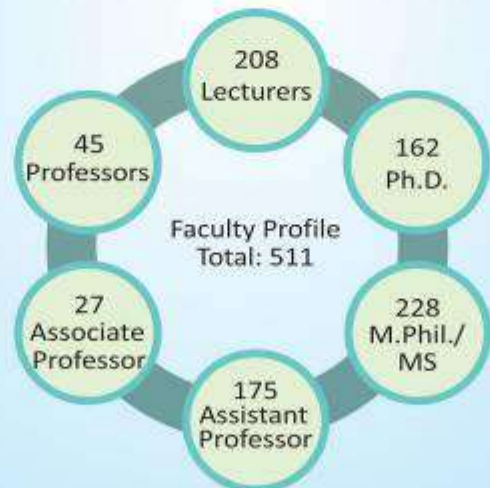 208
Lecturers
162
Ph.D.
228
M.Phil./
MS
175
Assistant
Professor
27
Associate
Professor
45
Professors
Faculty Profile
Total: 511